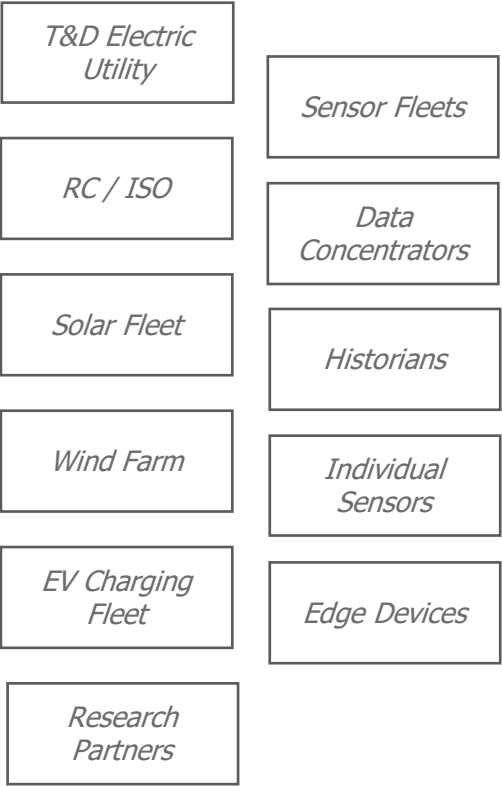 T&D Electric
Utility
RC / ISO
Solar Fleet
Wind Farm
EV Charging
Fleet
Research
Partners
Sensor Fleets
Data
Concentrators
Historians
Individual
Sensors
Edge Devices